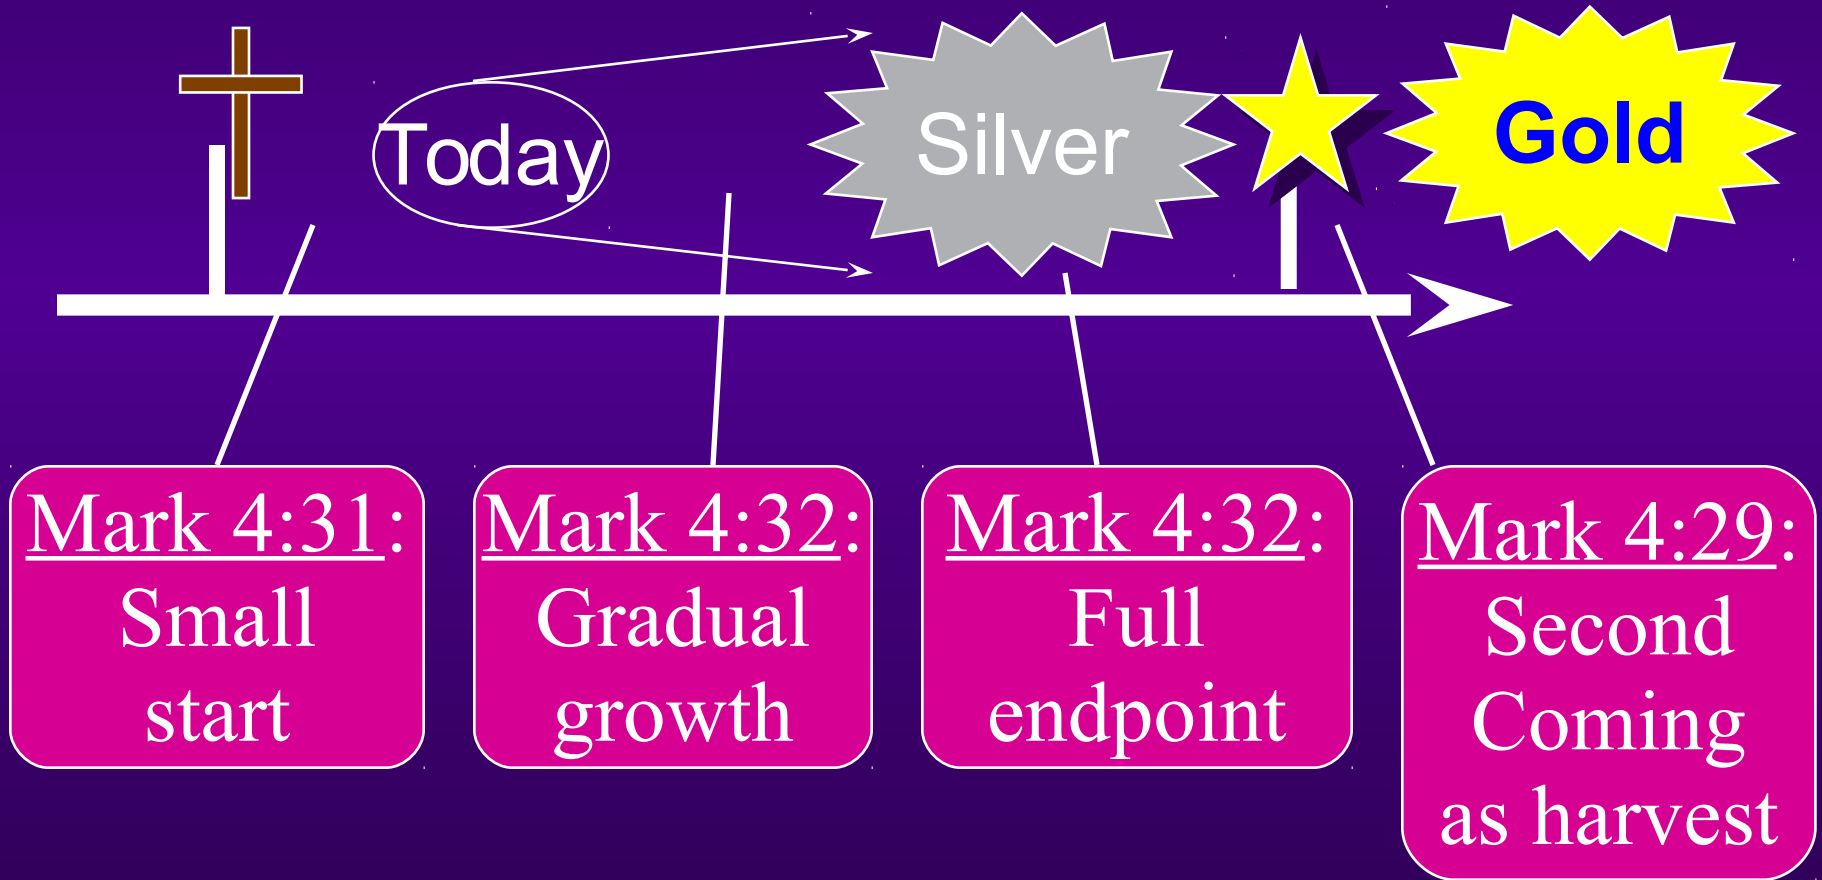 Today
Silver
Gold
Mark 4:31:
Small
start
Mark 4:32:
Gradual
growth
Mark 4:32:
Full
endpoint
Mark 4:29:
Second
Coming
as harvest